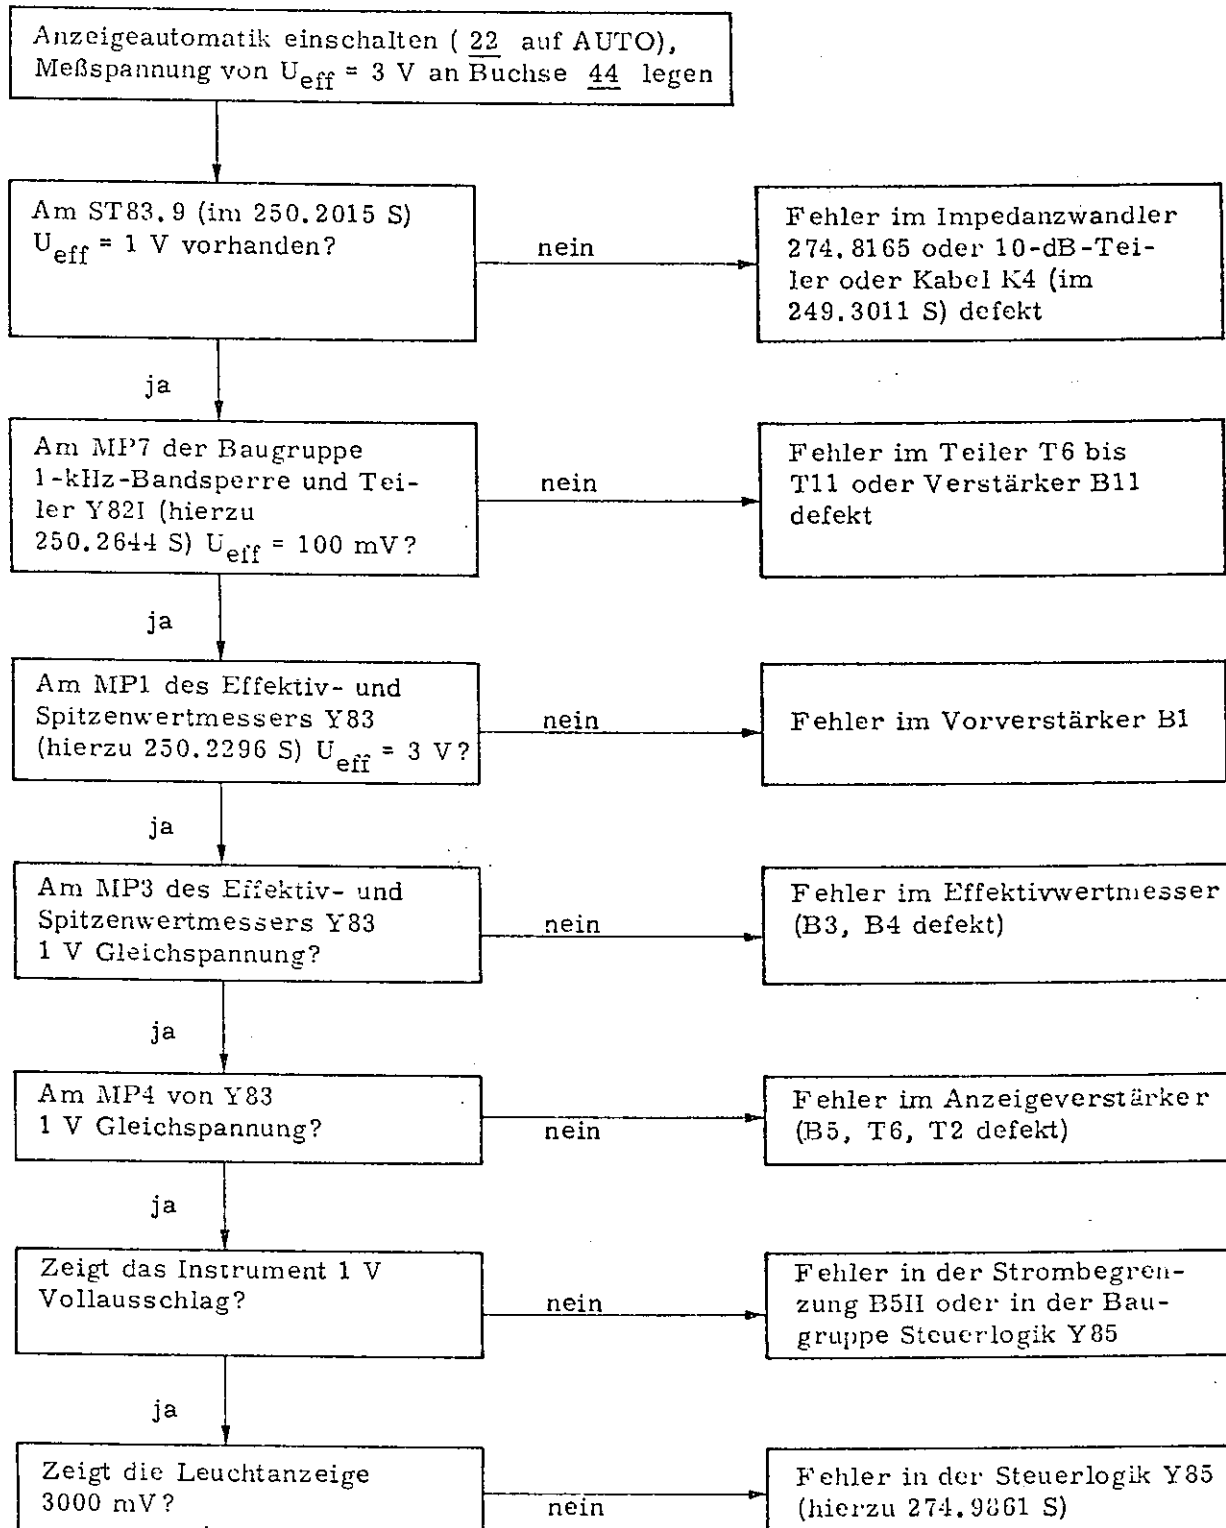 Anzeigeautomatik einschalten ( 22 auf AUTO),
Meßspannung von Ueff = 3 V an Buchse 44 legen
Am ST83.9 (im 250.2015 S)
Ueff = 1 V vorhanden?
nein
Fehler im Impedanzwandler
274.8165 oder 10-dB-Tei-
ler oder Kabel K4 (im
249.3011 S) defekt
ja
Am MP7 der Baugruppe
1-kHz-Bandsperre und Tei-
ler Y82I (hierzu
250.2644 S) Ueff = 100 mV?
nein
Fehler im Teiler T6 bis
T11 oder Verstärker B11
defekt
ja
Am MP1 des Effektiv- und
Spitzenwertmessers Y83
(hierzu 250.2296 S) Ueff = 3 V?
nein
Fehler im Vorverstärker B1
ja
Am MP3 des Effektiv- und
Spitzenwertmessers Y83
1 V Gleichspannung?
nein
Fehler im Effektivwertmesser
(B3, B4 defekt)
ja
Am MP4 von Y83
1 V Gleichspannung?
nein
Fehler im Anzeigeverstärker
(B5, T6, T2 defekt)
ja
Zeigt das Instrument 1 V
Vollausschlag?
nein
Fehler in der Strombegren-
zung B5II oder in der Bau-
gruppe Steuerlogik Y85
ja
Zeigt die Leuchtanzeige
3000 mV?
nein
Fehler in der Steuerlogik Y85
(hierzu 274.9861 S)